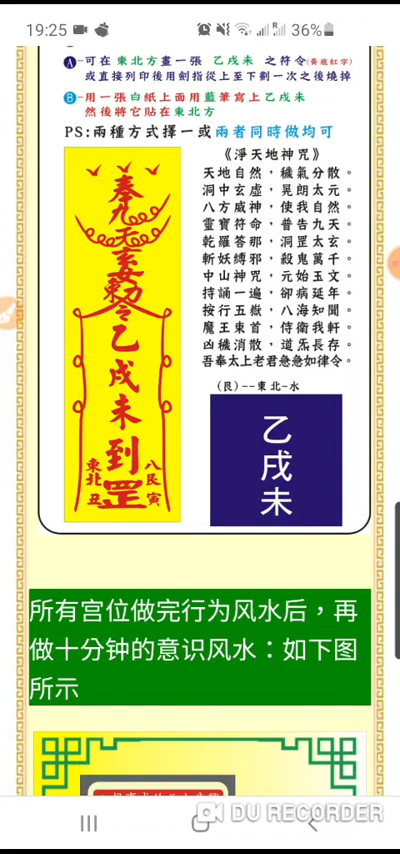 19:25
36%
A-可在 東北方畫一張 乙戌未 之符令(黃底紅字)
或直接列印後用劍指從上至下劃一次之後燒掉
B-用一張白紙上面用藍筆寫上乙戌未
然後將它貼在東北方
PS:兩種方式擇一或兩者同時做均可
奉九天玄女
令
乙戌未到罡
東北丑
八艮寅
《淨天地神咒》
天地自然，穢氣分散。
洞中玄虛，晃朗太元。
八方威神，使我自然。
靈寶符命，普告九天。
乾羅答那，洞罡太玄。
斬妖縛邪，殺鬼萬千。
中山神咒，元始玉文。
持誦一遍，卻病延年。
按行五嶽，八海知聞。
魔王束首，侍衛我軒。
凶穢消散，道炁長存。
吾奉太上老君急急如律令。
(艮)--東北-水
乙戌未
所有宫位做完行为风水后，再
做十分钟的意识风水：如下图
所示
DU RECORDER